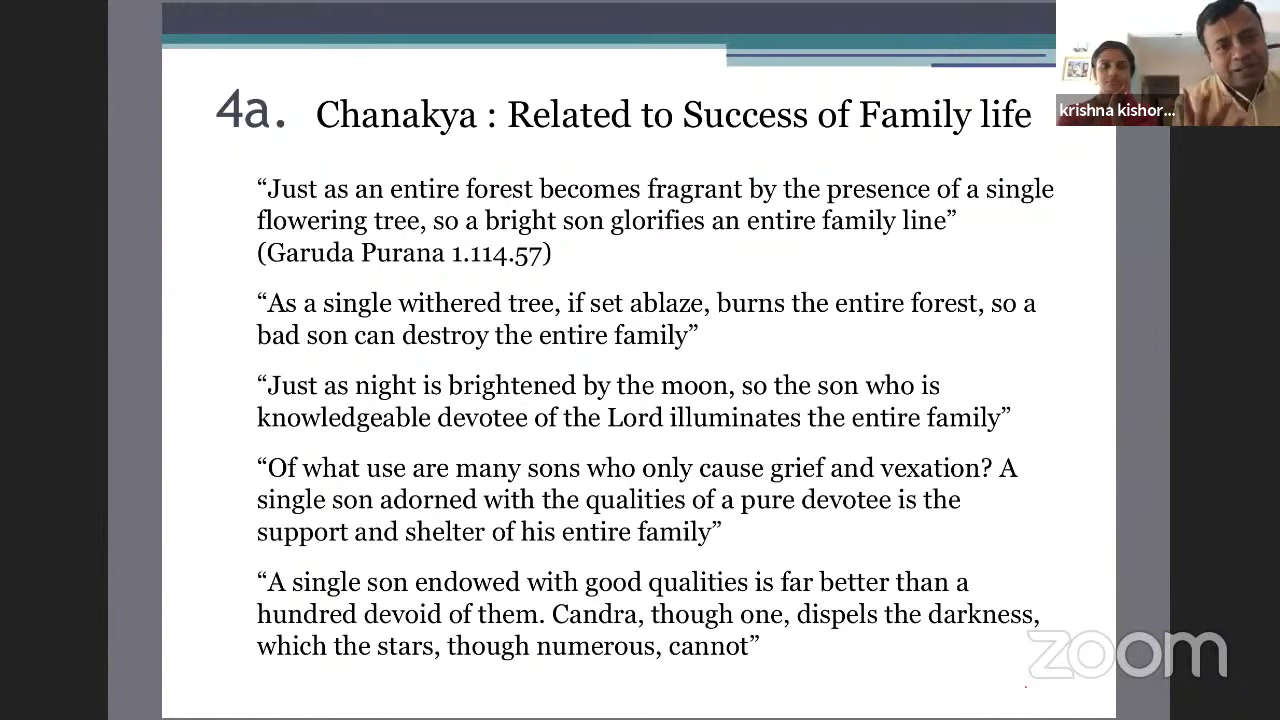 4a. Chanakya : Related to Success of Family life
krishna kishor...
“Just as an entire forest becomes fragrant by the presence of a single
flowering tree, so a bright son glorifies an entire family line”
(Garuda Purana 1.114.57)
“As a single withered tree, if set ablaze, burns the entire forest, so a
bad son can destroy the entire family”
“Just as night is brightened by the moon, so the son who is
knowledgeable devotee of the Lord illuminates the entire family”
“Of what use are many sons who only cause grief and vexation? A
single son adorned with the qualities of a pure devotee is the
support and shelter of his entire family”
“A single son endowed with good qualities is far better than a
hundred devoid of them. Candra, though one, dispels the darkness,
which the stars, though numerous, cannot”
zoom